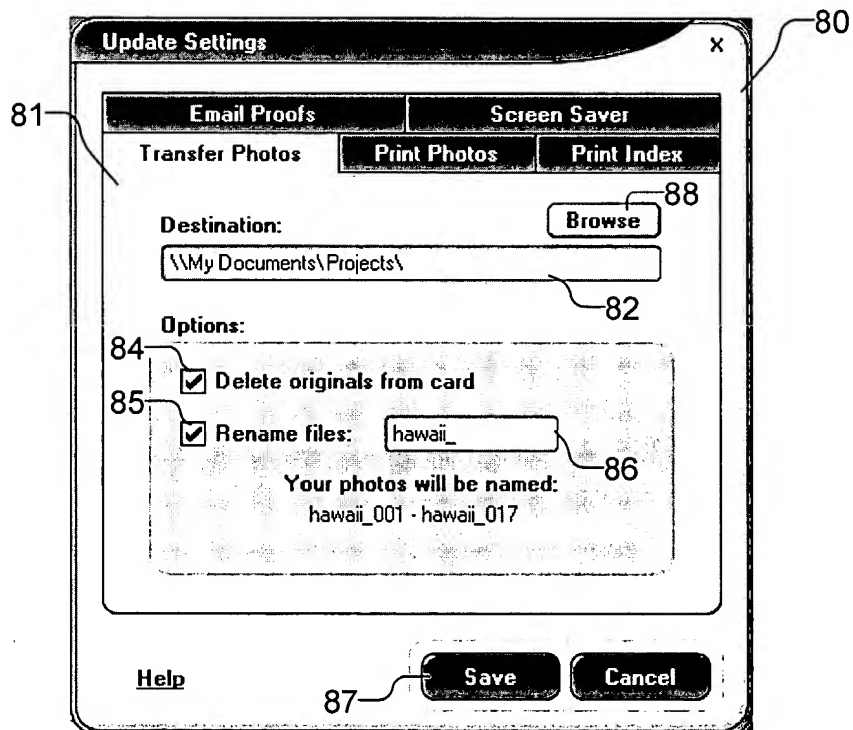 80
Update Settings x
81
Email Proofs Screen Saver
Transfer Photos Print Photos Print Index
88
Destination: Browse
\\My Documents\Projects\
82
Options:
84
Delete originals from card
85
Rename files: hawaii_
86
Your photos will be named:
hawaii_001 - hawaii_017
Help Save Cancel
87